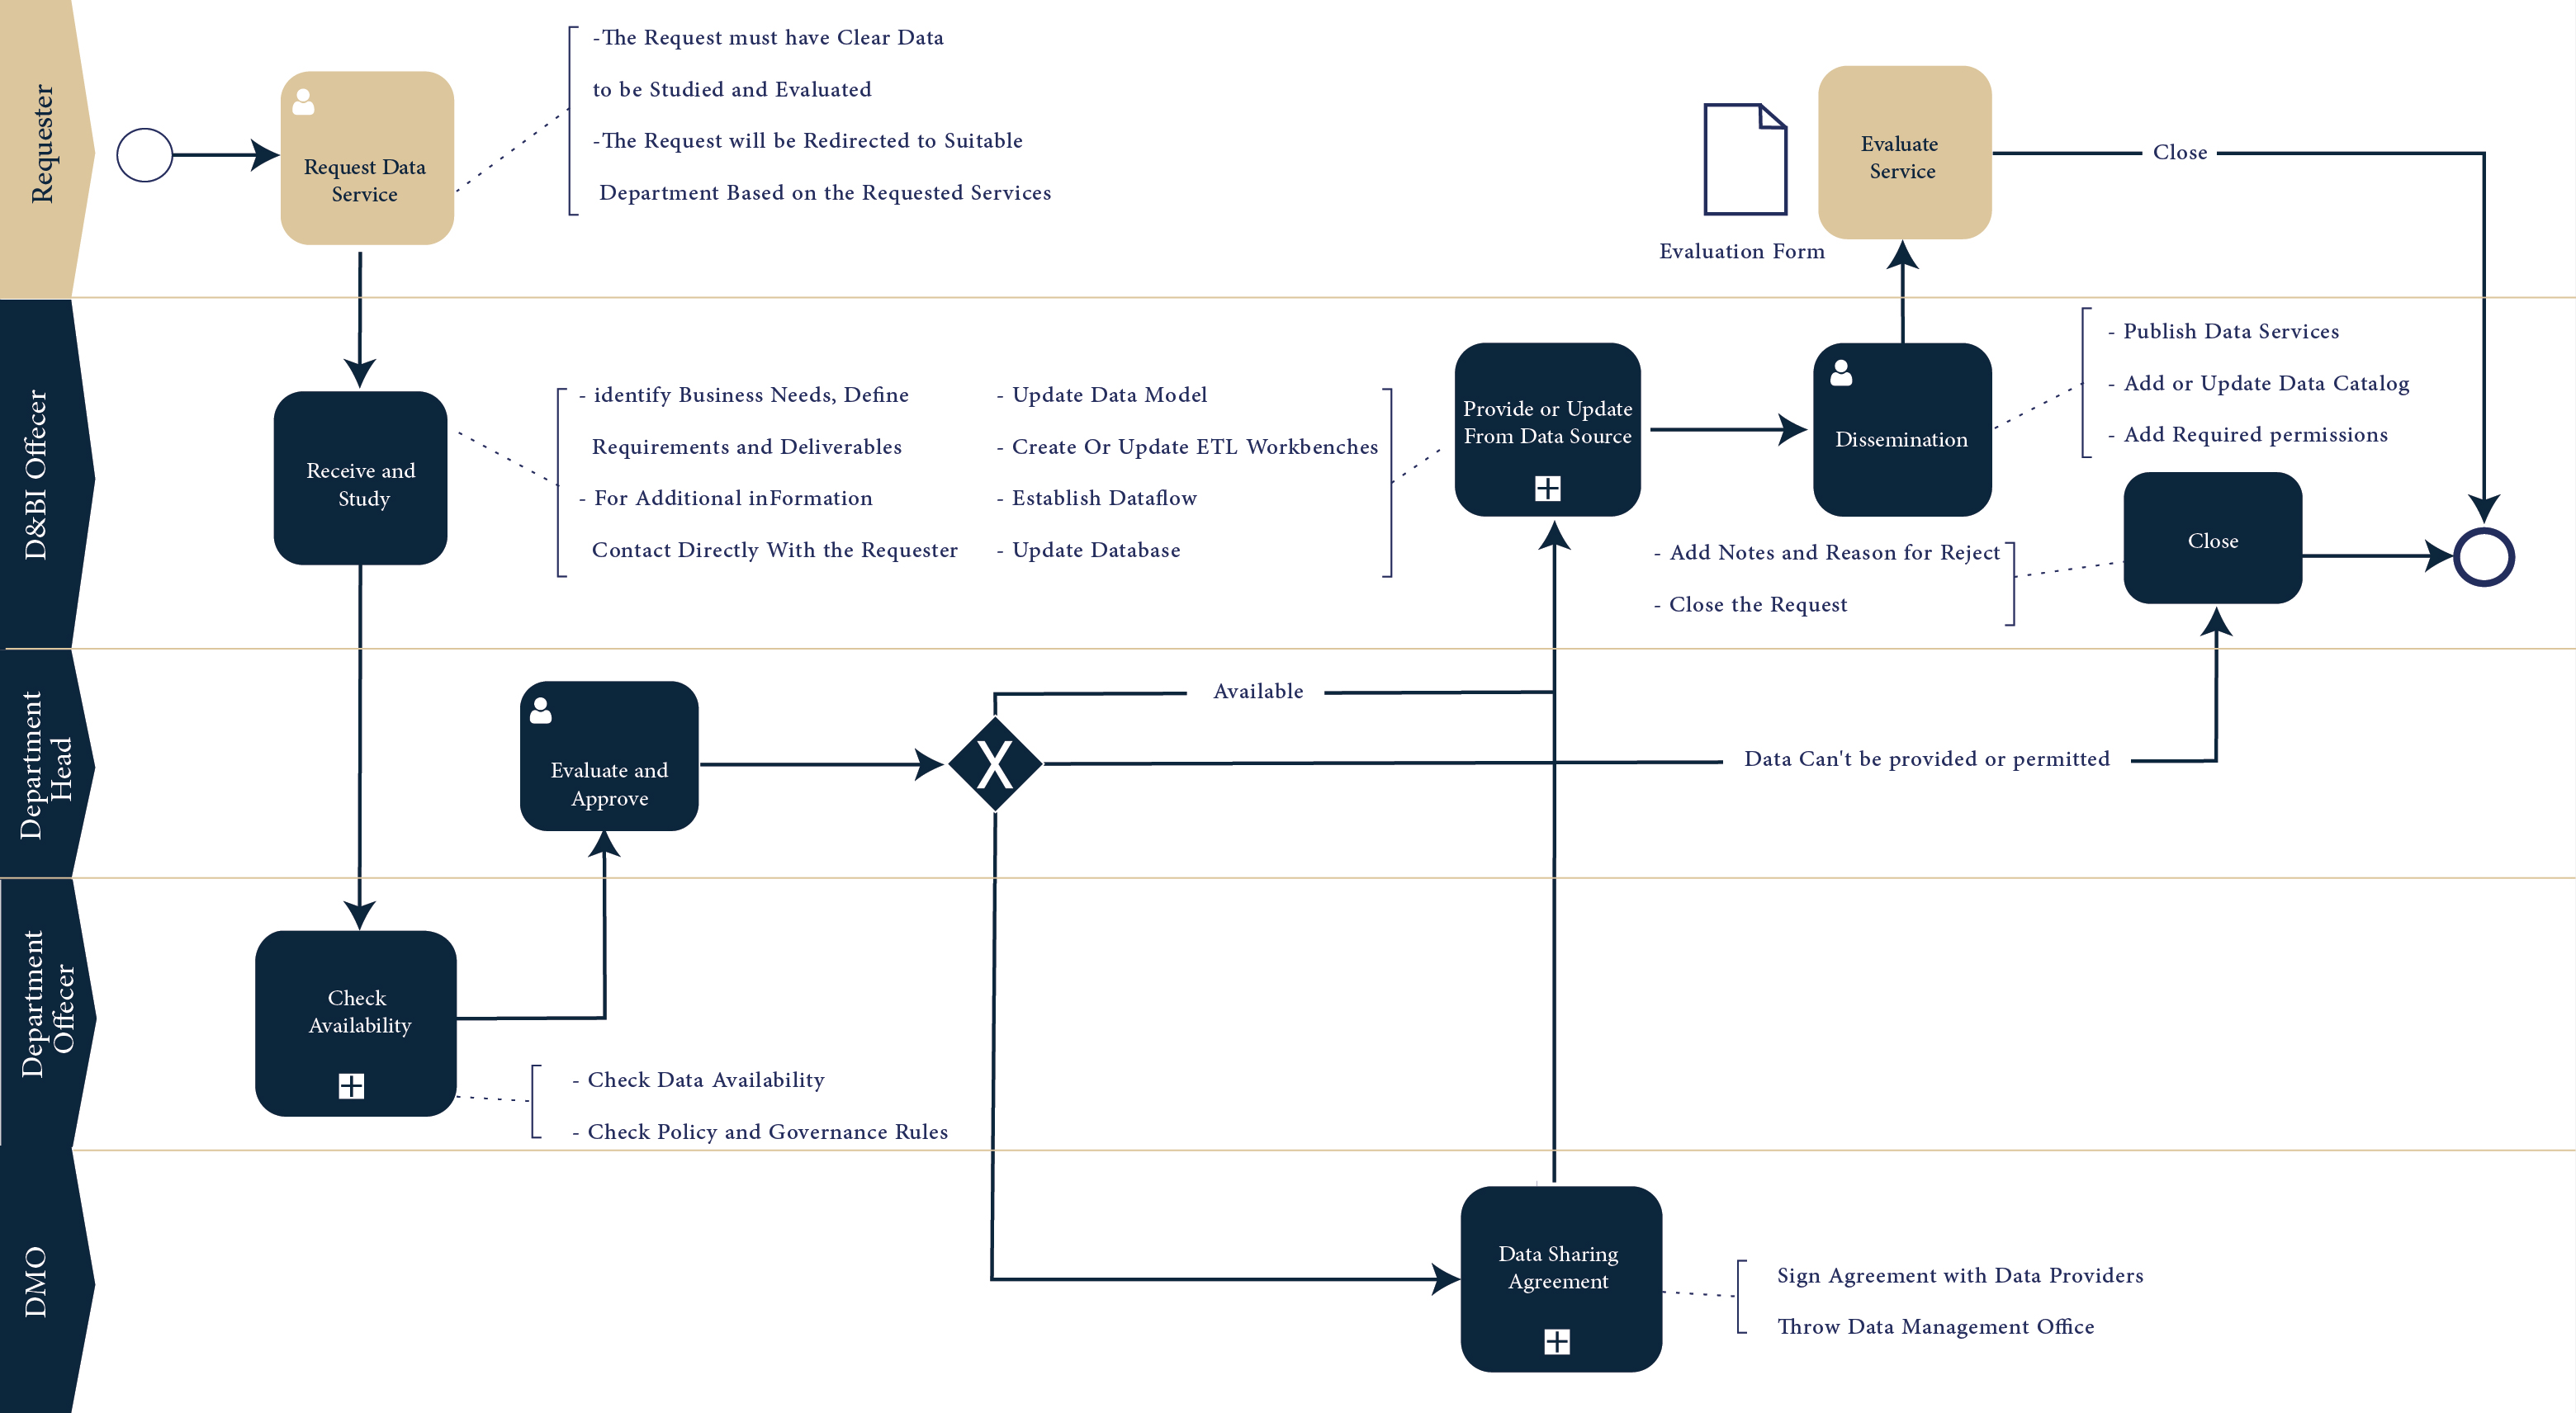 Requester
Request Data
Service
-The Request must have Clear Data
to be Studied and Evaluated
-The Request will be Redirected to Suitable
Department Based on the Requested Services
Evaluation Form
Evaluate
Service
Close
D&BI Offecer
Receive and
Study
- identify Business Needs, Define
Requirements and Deliverables
- For Additional inFormation
Contact Directly With the Requester
- Update Data Model
- Create Or Update ETL Workbenches
- Establish Dataflow
- Update Database
Provide or Update
From Data Source
Dissemination
- Publish Data Services
- Add or Update Data Catalog
- Add Required permissions
- Add Notes and Reason for Reject
- Close the Request
Close
Department
Head
Evaluate and
Approve
X
Available
Data Can't be provided or permitted
Department
Offecer
Check
Availability
- Check Data Availability
- Check Policy and Governance Rules
DMO
Data Sharing
Agreement
Sign Agreement with Data Providers
Throw Data Management Office